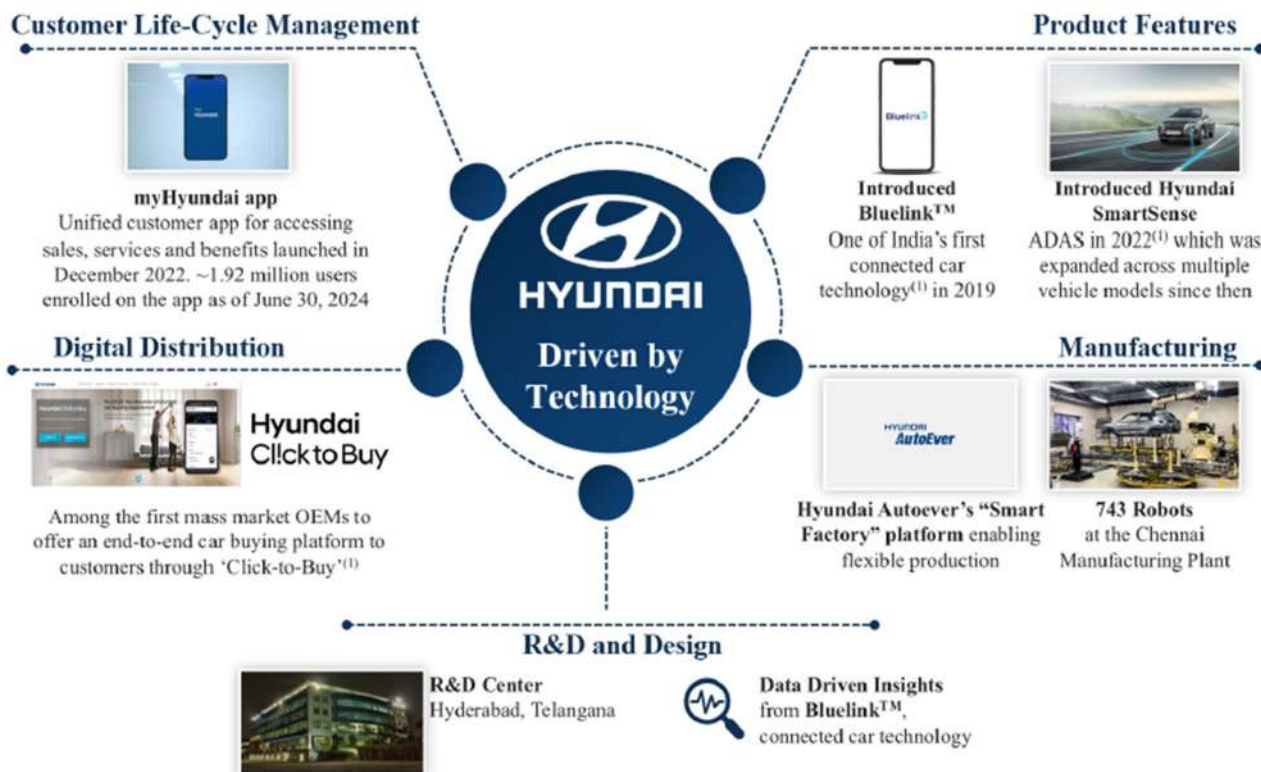 Customer Life-Cycle Management
HYUNDAI
myHyundai app
Unified customer app for accessing
sales, services and benefits launched in
December 2022. ~1.92 million users
enrolled on the app as of June 30, 2024
Product Features
Bluelink
Introduced
Bluelink™
One of India's first
connected car
technology⁽¹⁾ in 2019
Introduced Hyundai
SmartSense
ADAS in 2022⁽¹⁾ which was
expanded across multiple
vehicle models since then
HYUNDAI
Driven by
Technology
Digital Distribution
Hyundai
Cl!ck to Buy
Among the first mass market OEMs to
offer an end-to-end car buying platform to
customers through ‘Click-to-Buy’⁽¹⁾
Manufacturing
HYUNDAI
AutoEver
Hyundai Autoever's “Smart
Factory” platform enabling
flexible production
743 Robots
at the Chennai
Manufacturing Plant
R&D and Design
R&D Center
Hyderabad, Telangana
Data Driven Insights
from Bluelink™,
connected car technology